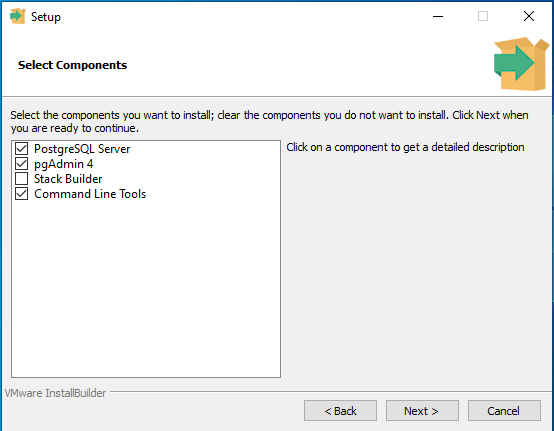 Setup
Select Components
Select the components you want to install; clear the components you do not want to install. Click Next when
you are ready to continue.
PostgreSQL Server
pgAdmin 4
Stack Builder
Command Line Tools
Click on a component to get a detailed description
VMware InstallBuilder
< Back
Next >
Cancel